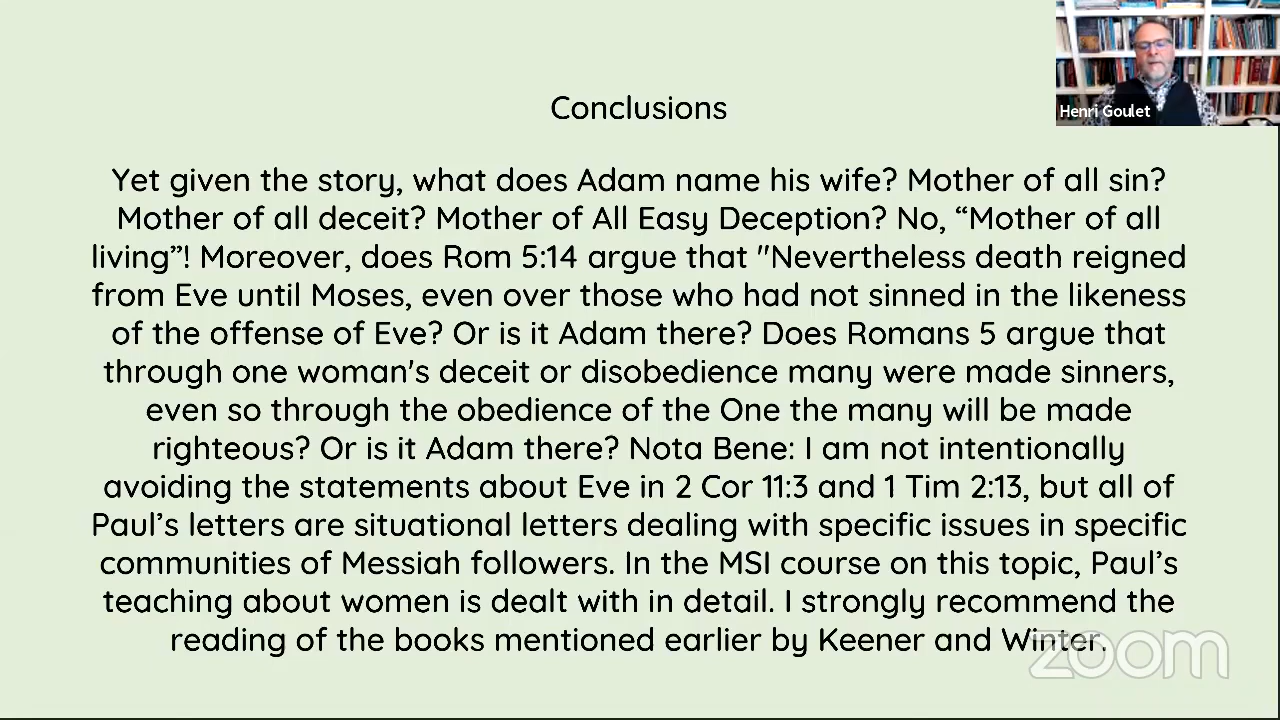 Henri Goulet
Conclusions
Yet given the story, what does Adam name his wife? Mother of all sin?
Mother of all deceit? Mother of All Easy Deception? No, “Mother of all
living”! Moreover, does Rom 5:14 argue that "Nevertheless death reigned
from Eve until Moses, even over those who had not sinned in the likeness
of the offense of Eve? Or is it Adam there? Does Romans 5 argue that
through one woman's deceit or disobedience many were made sinners,
even so through the obedience of the One the many will be made
righteous? Or is it Adam there? Nota Bene: I am not intentionally
avoiding the statements about Eve in 2 Cor 11:3 and 1 Tim 2:13, but all of
Paul’s letters are situational letters dealing with specific issues in specific
communities of Messiah followers. In the MSI course on this topic, Paul’s
teaching about women is dealt with in detail. I strongly recommend the
reading of the books mentioned earlier by Keener and Winter.
zoom